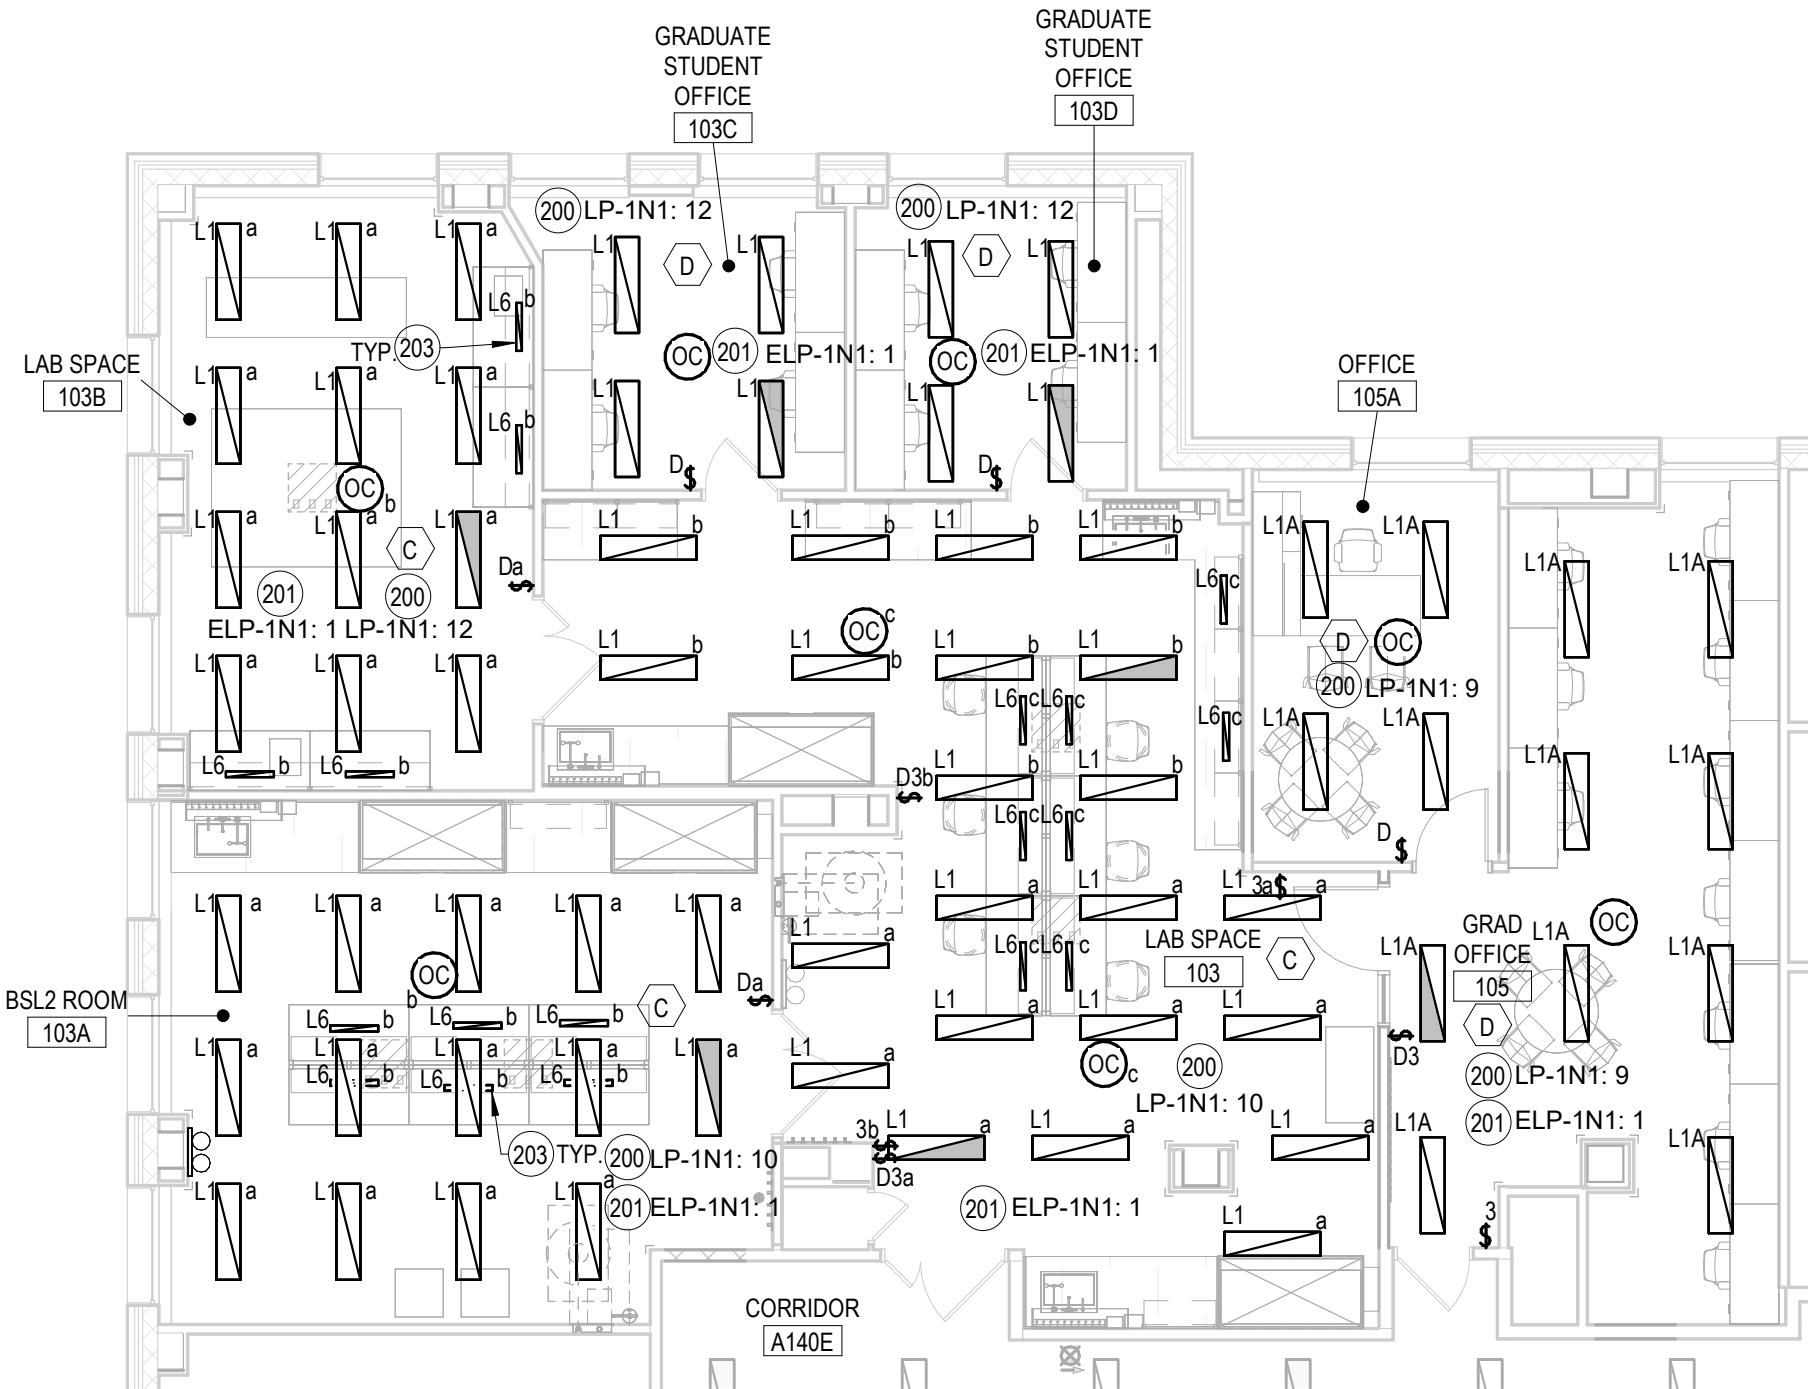 GRADUATE
STUDENT
OFFICE
103C
GRADUATE
STUDENT
OFFICE
103D
200 LP-1N1: 12
200 LP-1N1: 12
L1 a L1 a L1 a
L1 L1 L1 L1
D
D
L6 b
TYP. 203
OC 201 ELP-1N1: 1
OC 201 ELP-1N1: 1
LAB SPACE
103B
OFFICE
105A
L1 a L1 a L1 a
L1 L1 L1 L1
L6 b
D $
D $
OC b
L1 a L1 a L1 a
C
L1 b L1 b L1 b L1 b
L1A L1A
L1A L1A
Da $
201 200
ELP-1N1: 1 LP-1N1: 12
L6 c
OC c
D OC
200 LP-1N1: 9
L1 a L1 a L1 a
L1 b L1 b L1 b L1 b
L6 c L6 c L6 c
L1A L1A
L1A L1A
L6 b L6 b
L1 b L1 b
D3b $
L6 c L6 c
D $
L1 a L1 a L1 a L1 a L1 a
L1 a L1 a L1 a
3a $
L1 a
L6 c L6 c
LAB SPACE
103
C
GRAD
OFFICE
105
L1A L1A L1A
OC
OC b
Da $
C
BSL2 ROOM
103A
L6 b L6 b L6 b
L1 a L1 a L1 a
D
D3 $
L1 a L1 a L1 a L1 a L1 a
L6 b L6 b L6 b
L1 a
OC c
200
LP-1N1: 10
200 LP-1N1: 9
201 ELP-1N1: 1
3b $
L1 a L1 a L1 a
D3a $
L1A L1A
203 TYP. 200 LP-1N1: 10
201 ELP-1N1: 1
L1 a L1 a L1 a L1 a
201 ELP-1N1: 1
L1 a
3 $
CORRIDOR
A140E